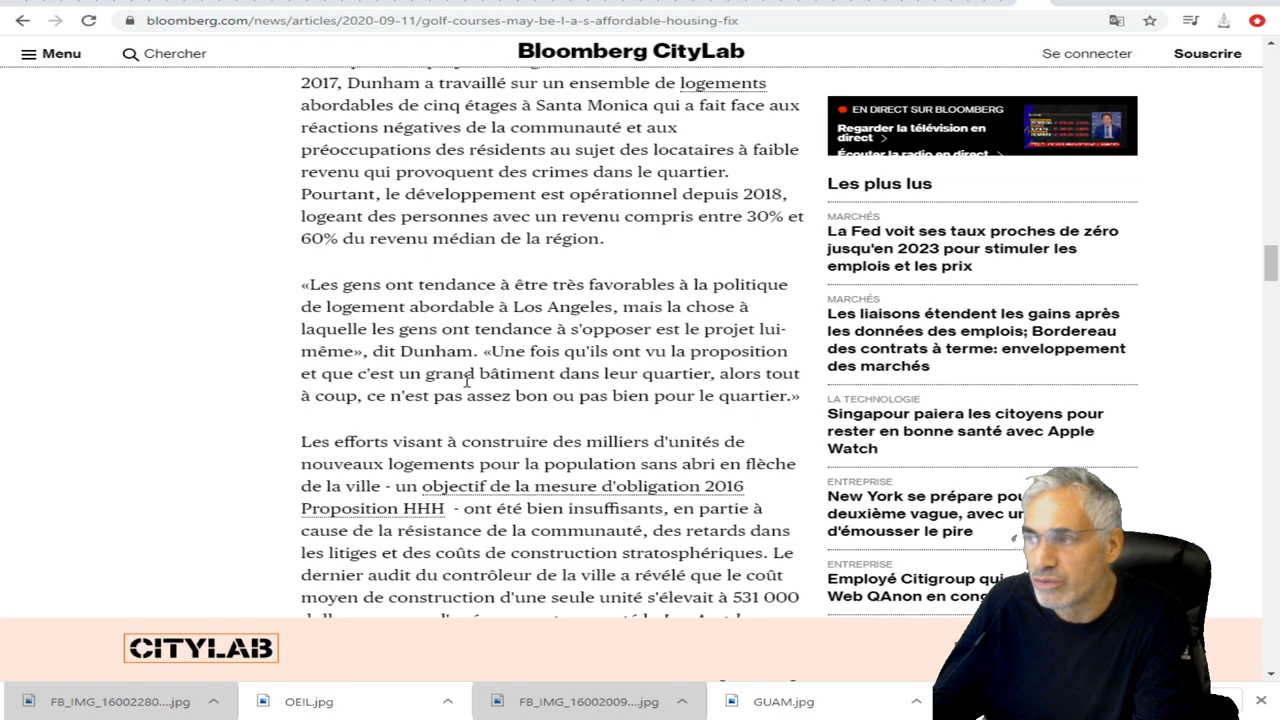 bloomberg.com/news/articles/2020-09-11/golf-courses-may-be-l-a-s-affordable-housing-fix
Menu
Chercher
Bloomberg CityLab
Se connecter
Souscrire
2017, Dunham a travaillé sur un ensemble de logements
abordables de cinq étages à Santa Monica qui a fait face aux
réactions négatives de la communauté et aux
préoccupations des résidents au sujet des locataires à faible
revenu qui provoquent des crimes dans le quartier.
Pourtant, le développement est opérationnel depuis 2018,
logeant des personnes avec un revenu compris entre 30% et
60% du revenu médian de la région.
«Les gens ont tendance à être très favorables à la politique
de logement abordable à Los Angeles, mais la chose à
laquelle les gens ont tendance à s'opposer est le projet lui-
même», dit Dunham. «Une fois qu'ils ont vu la proposition
et que c'est un grand bâtiment dans leur quartier, alors tout
à coup, ce n'est pas assez bon ou pas bien pour le quartier.»
Les efforts visant à construire des milliers d'unités de
nouveaux logements pour la population sans abri en flèche
de la ville - un objectif de la mesure d'obligation 2016
Proposition HHH - ont été bien insuffisants, en partie à
cause de la résistance de la communauté, des retards dans
les litiges et des coûts de construction stratosphériques. Le
dernier audit du contrôleur de la ville a révélé que le coût
moyen de construction d'une seule unité s'élevait à 531 000
EN DIRECT SUR BLOOMBERG
Regarder la télévision en
direct >
Écouter la radio en direct >
Les plus lus
MARCHÉS
La Fed voit ses taux proches de zéro
jusqu'en 2023 pour stimuler les
emplois et les prix
MARCHÉS
Les liaisons étendent les gains après
les données des emplois; Bordereau
des contrats à terme: enveloppement
des marchés
LA TECHNOLOGIE
Singapour paiera les citoyens pour
rester en bonne santé avec Apple
Watch
ENTREPRISE
New York se prépare
deuxième vague, avec
d'émousser le pire
ENTREPRISE
Employé Citigroup
Web QAnon en
CITYLAB
FB_IMG_16002280....jpg
OEIL.jpg
FB_IMG_16002009....jpg
GUAM.jpg